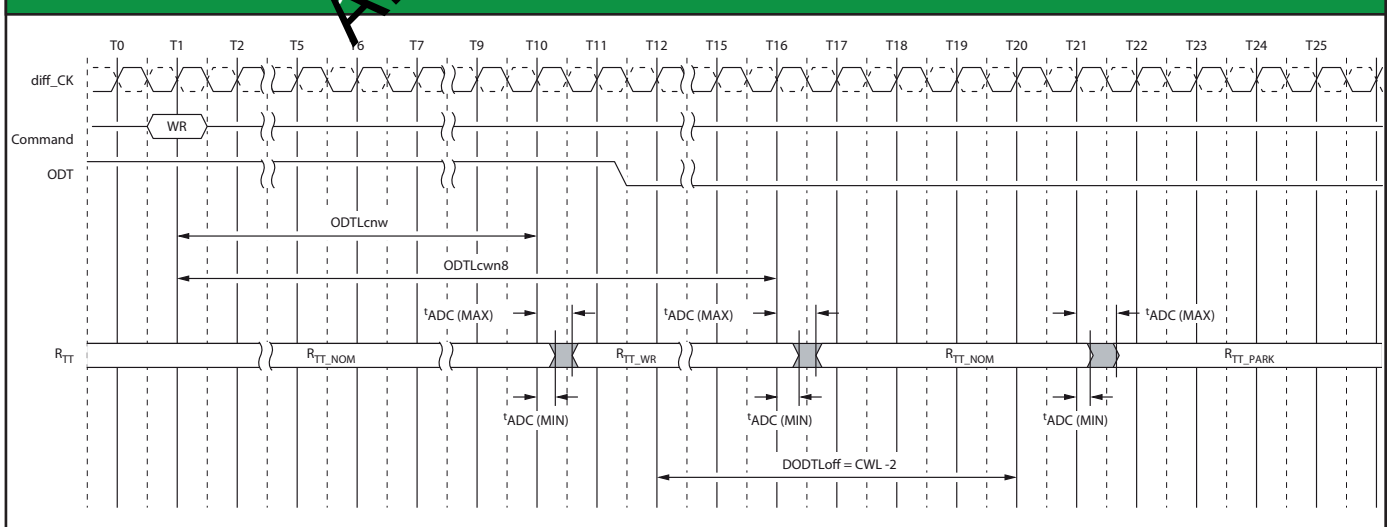 T0 T1 T2 T5 T6 T7 T8 T9 T10 T11 T12 T15 T16 T17 T18 T19 T20 T21 T22 T23 T24 T25
diff_CK
WR
Command
ODT
ODTLcnw
ODTLcwn8
tADC (MAX) tADC (MAX) tADC (MAX)
RTT RTT_NOM RTT_WR RTT_NOM RTT_PARK
tADC (MIN) tADC (MIN) tADC (MIN)
DODTLoff = CWL -2